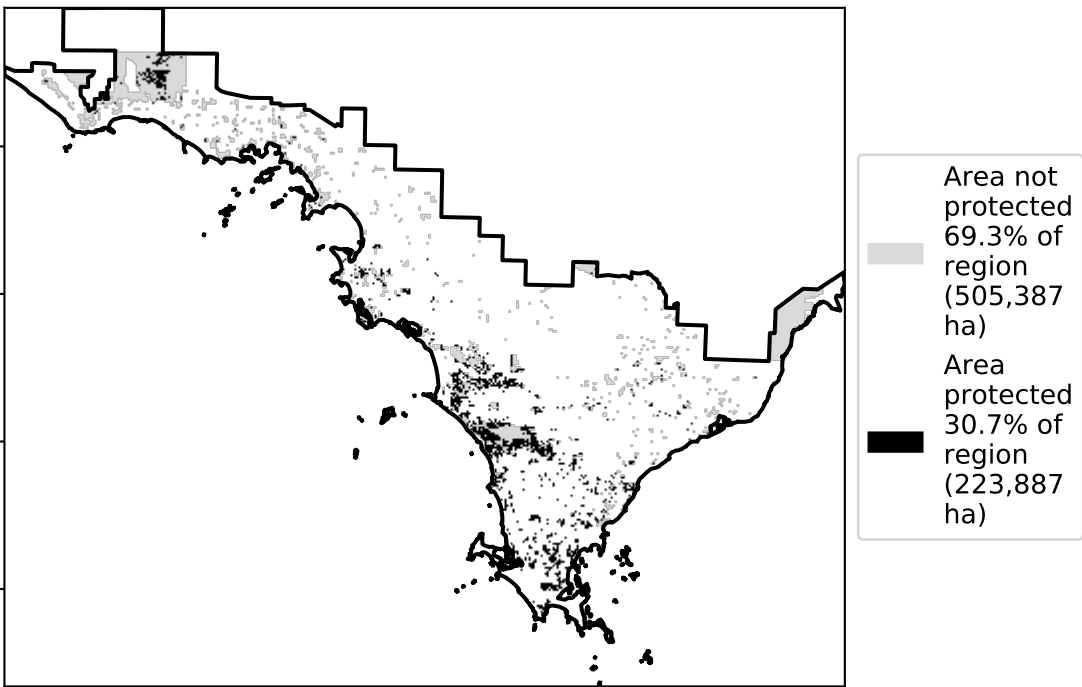 Area not
protected
69.3% of
region
(505,387
ha)
Area
protected
30.7% of
region
(223,887
ha)